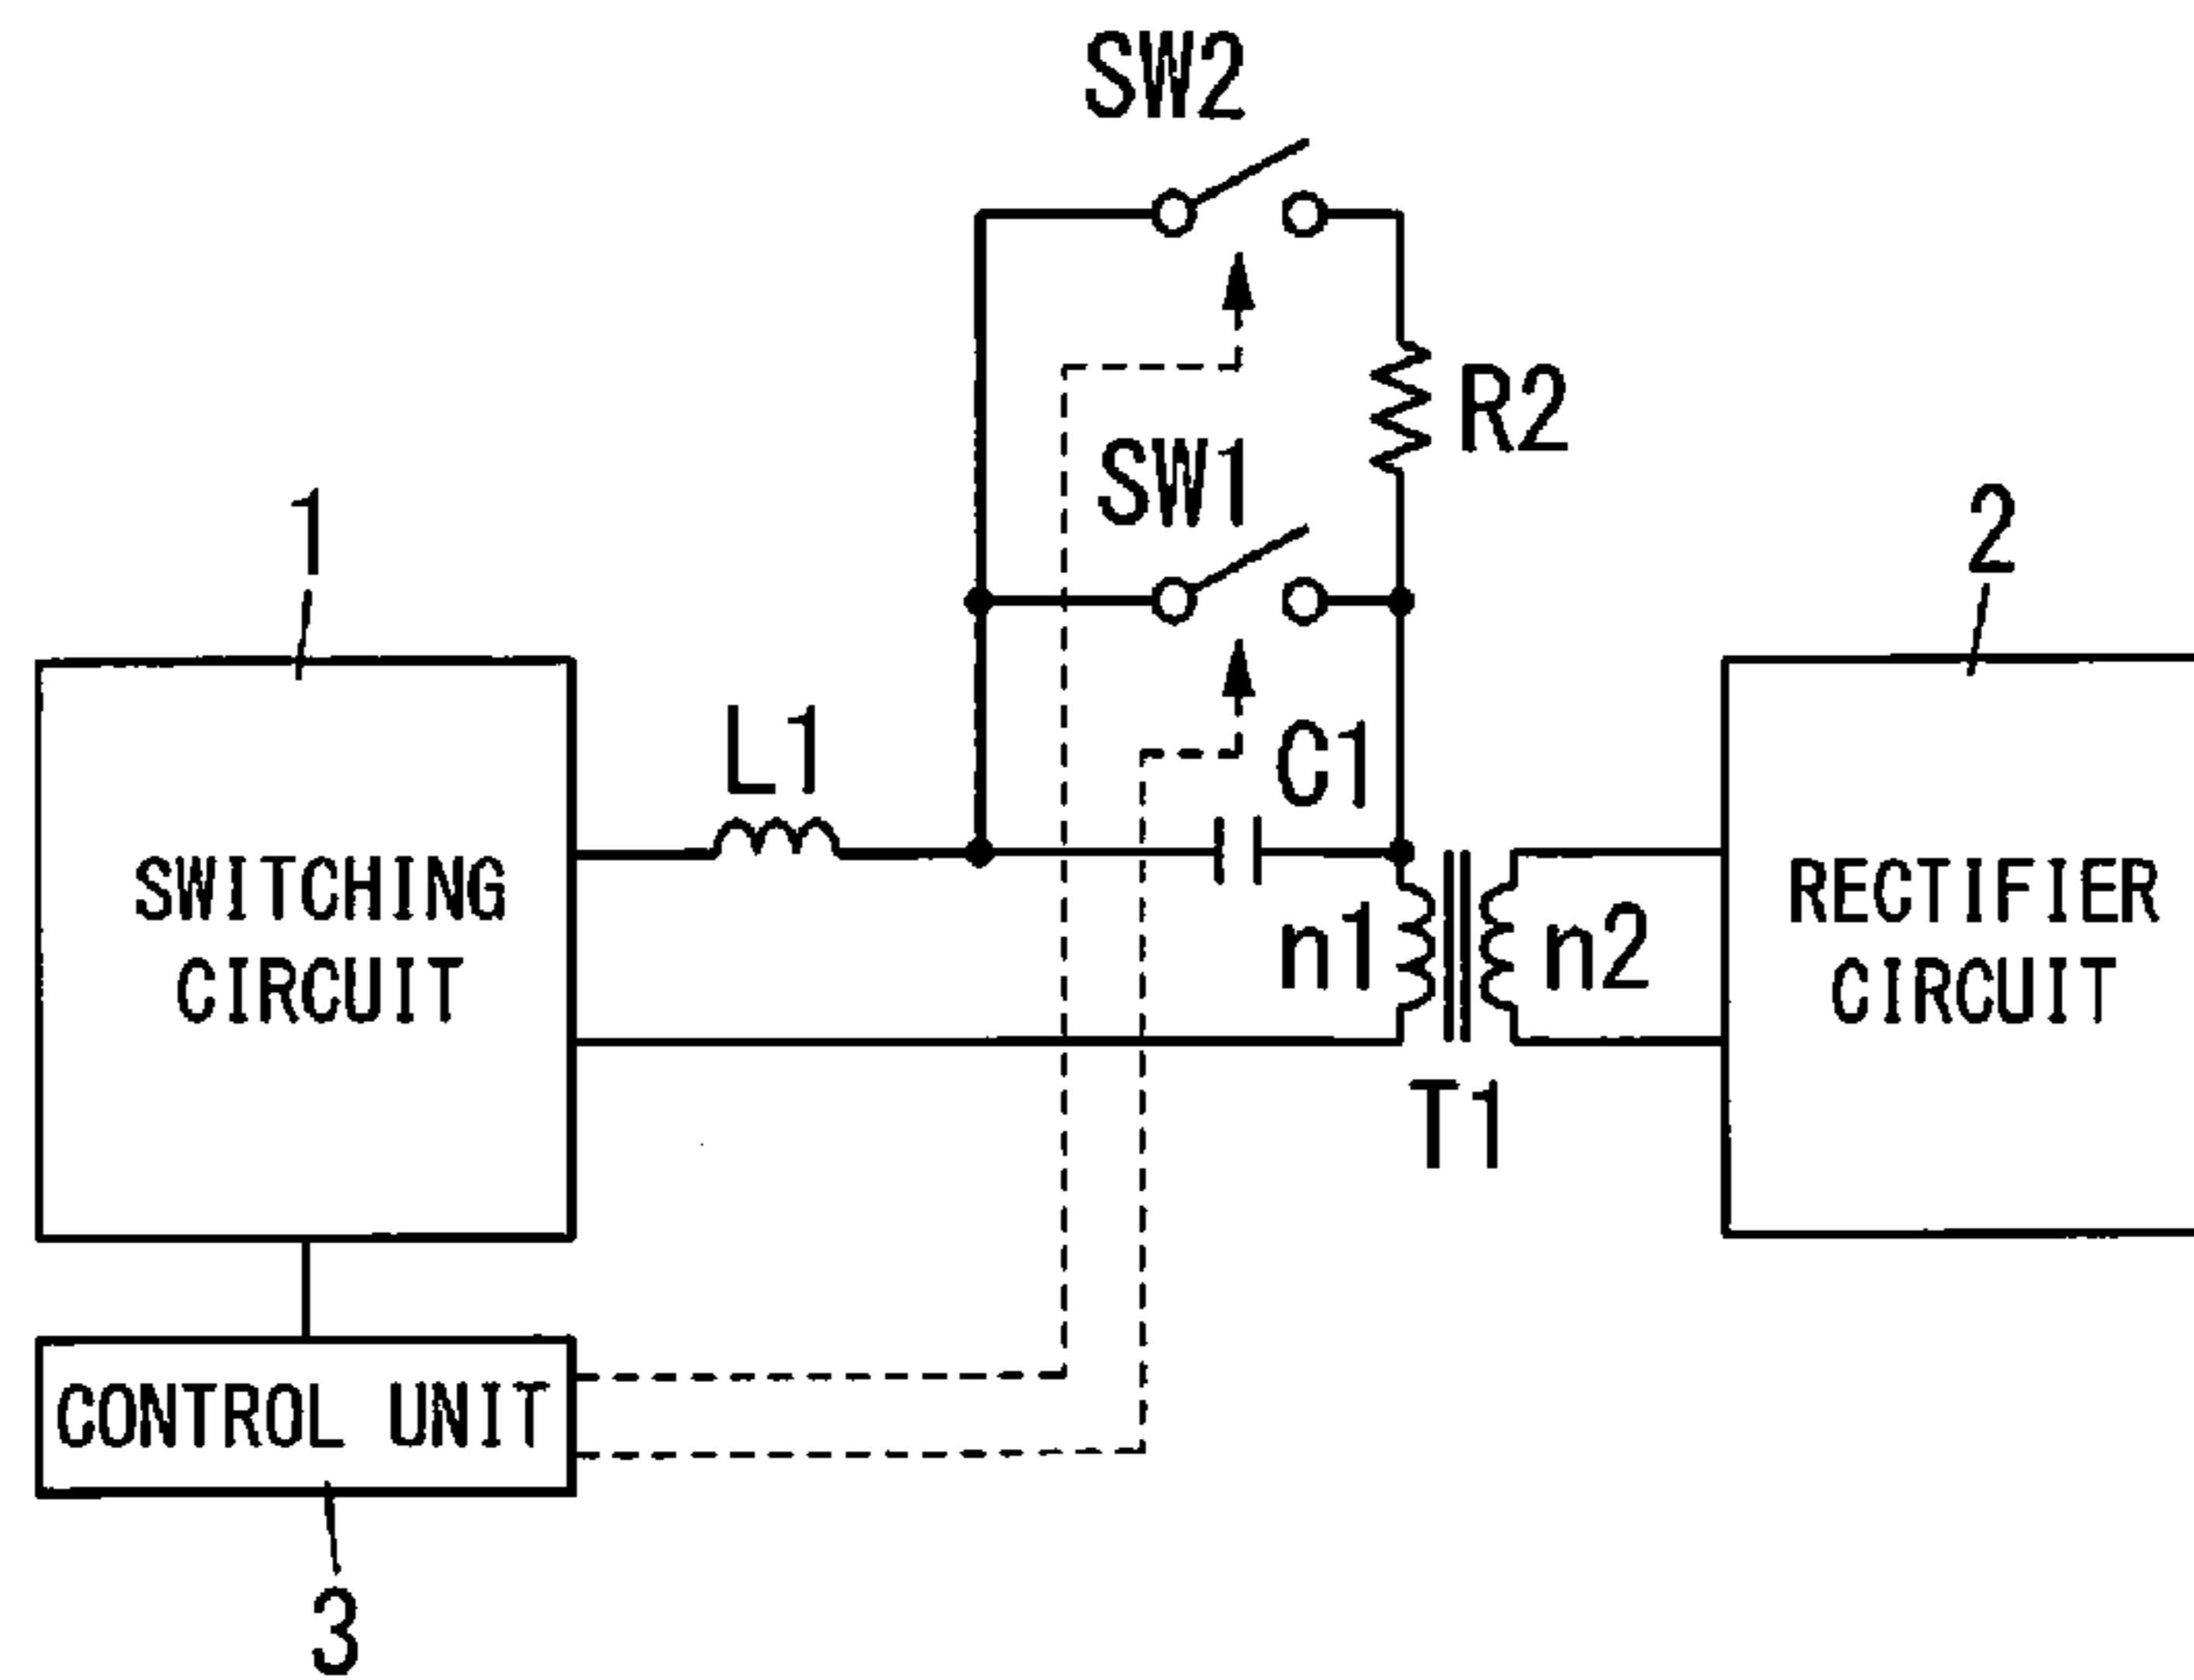 SW2
R2
SW1
1
2
L1
C1
SWITCHING
CIRCUIT
n1
n2
RECTIFIER
CIRCUIT
T1
CONTROL UNIT
3